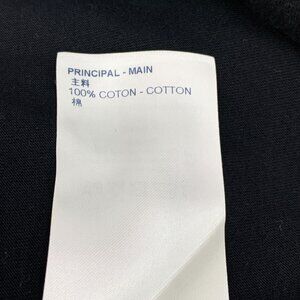 PRINCIPAL - MAIN
主料
100% COTON - COTTON
棉